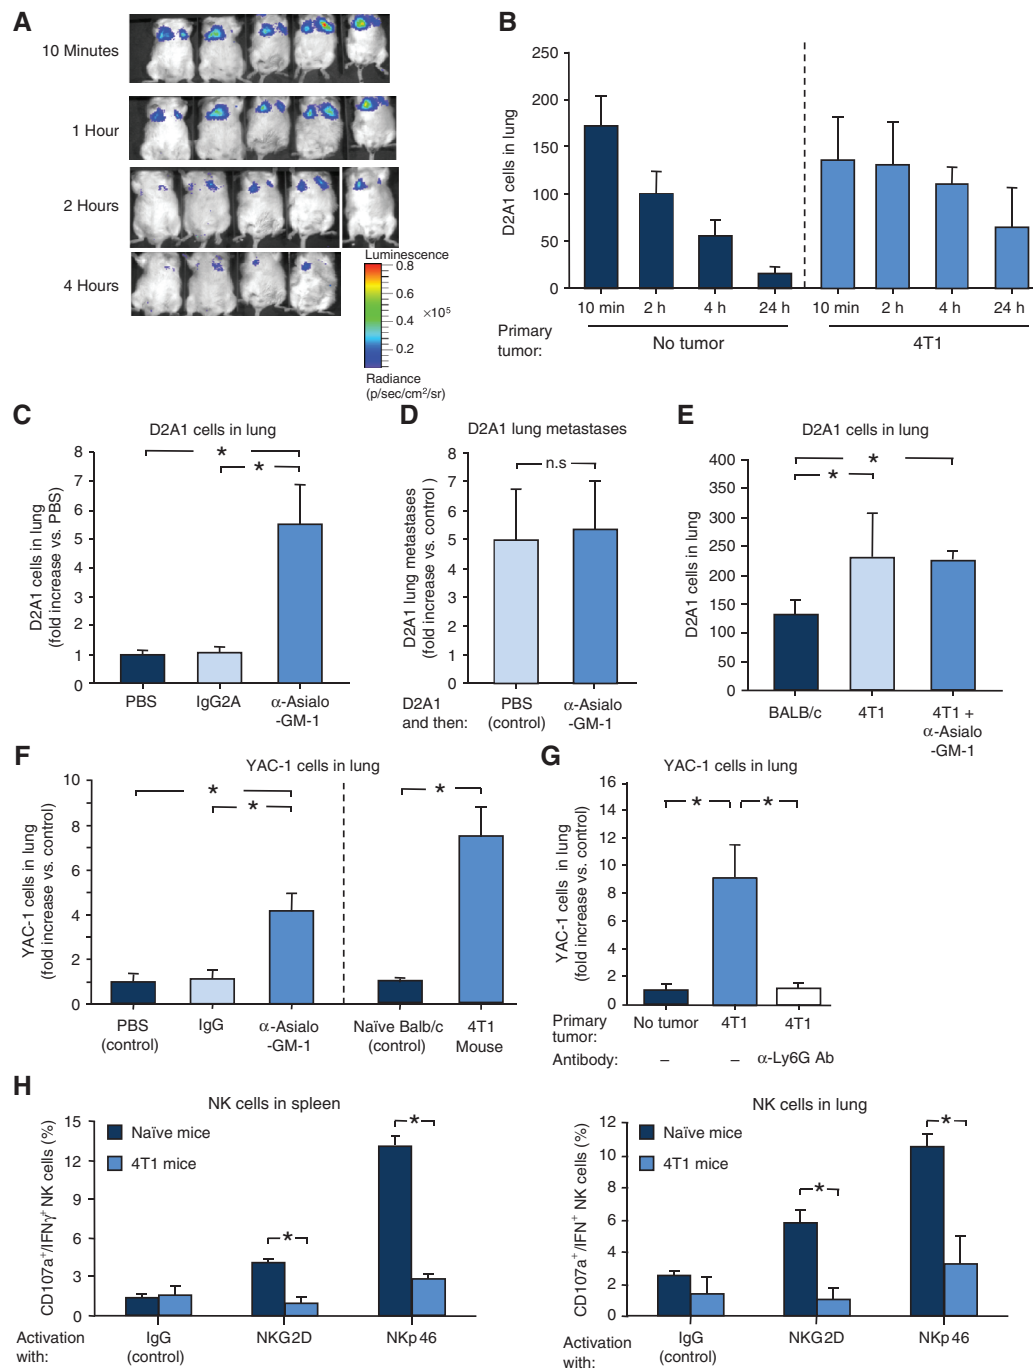 A
10 Minutes
1 Hour
2 Hours
4 Hours
Luminescence
0.8
0.6
0.4
0.2
×10⁵
Radiance
(p/sec/cm²/sr)
B
D2A1 cells in lung
250
200
150
100
50
0
10 min
2 h
4 h
24 h
10 min
2 h
4 h
24 h
Primary
tumor:
No tumor
4T1
C
D2A1 cells in lung
D2A1 cells in lung
(fold increase vs. PBS)
8
7
6
5
4
3
2
1
0
*
*
PBS
IgG2A
α-Asialo
-GM-1
D
D2A1 lung metastases
D2A1 lung metastases
(fold increase vs. control )
8
7
6
5
4
3
2
1
0
n.s
D2A1
and then:
PBS
(control)
α-Asialo
-GM-1
E
D2A1 cells in lung
D2A1 cells in lung
400
350
300
250
200
150
100
50
0
*
*
BALB/c
4T1
4T1 +
α-Asialo
-GM-1
F
YAC-1 cells in lung
YAC-1 cells in lung
(fold increase vs. control)
10
8
6
4
2
0
*
*
*
PBS
(control)
IgG
α-Asialo
-GM-1
Naïve Balb/c
(control)
4T1
Mouse
G
YAC-1 cells in lung
YAC-1 cells in lung
(fold increase vs. control)
16
14
12
10
8
6
4
2
0
*
*
Primary
tumor:
No tumor
4T1
4T1
Antibody:
–
–
α-Ly6G Ab
H
NK cells in spleen
CD107a⁺/IFNγ⁺ NK cells (%)
15
12
9
6
3
0
Naïve mice
4T1 mice
*
*
Activation
with:
IgG
(control)
NKG2D
NKp46
NK cells in lung
CD107a⁺/IFN⁺ NK cells (%)
12
10
8
6
4
2
0
Naïve mice
4T1 mice
*
*
Activation
with:
IgG
(control)
NKG2D
NKp46